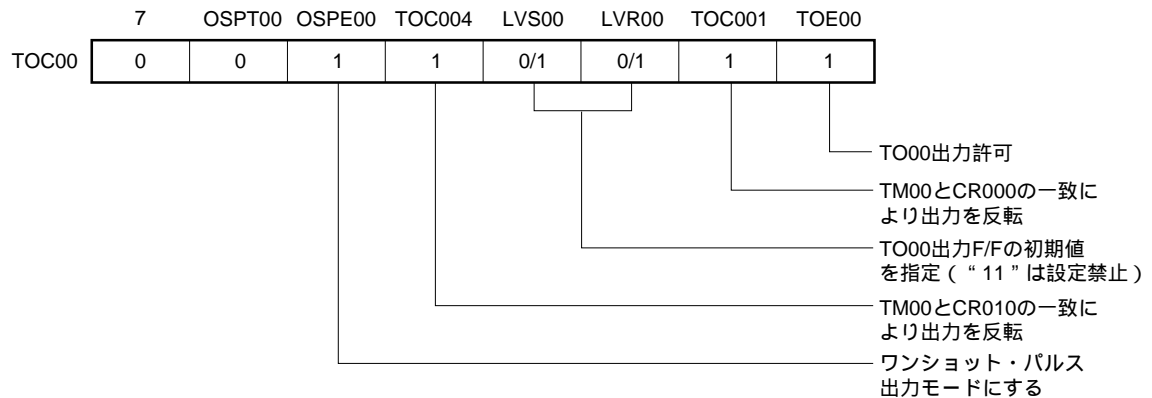 7 OSPT00 OSPE00 TOC004 LVS00 LVR00 TOC001 TOE00
TOC00 0 0 1 1 0/1 0/1 1 1
TO00出力許可
TM00とCR000の一致に
より出力を反転
TO00出力F/Fの初期値
を指定（“11”は設定禁止）
TM00とCR010の一致に
より出力を反転
ワンショット・パルス
出力モードにする